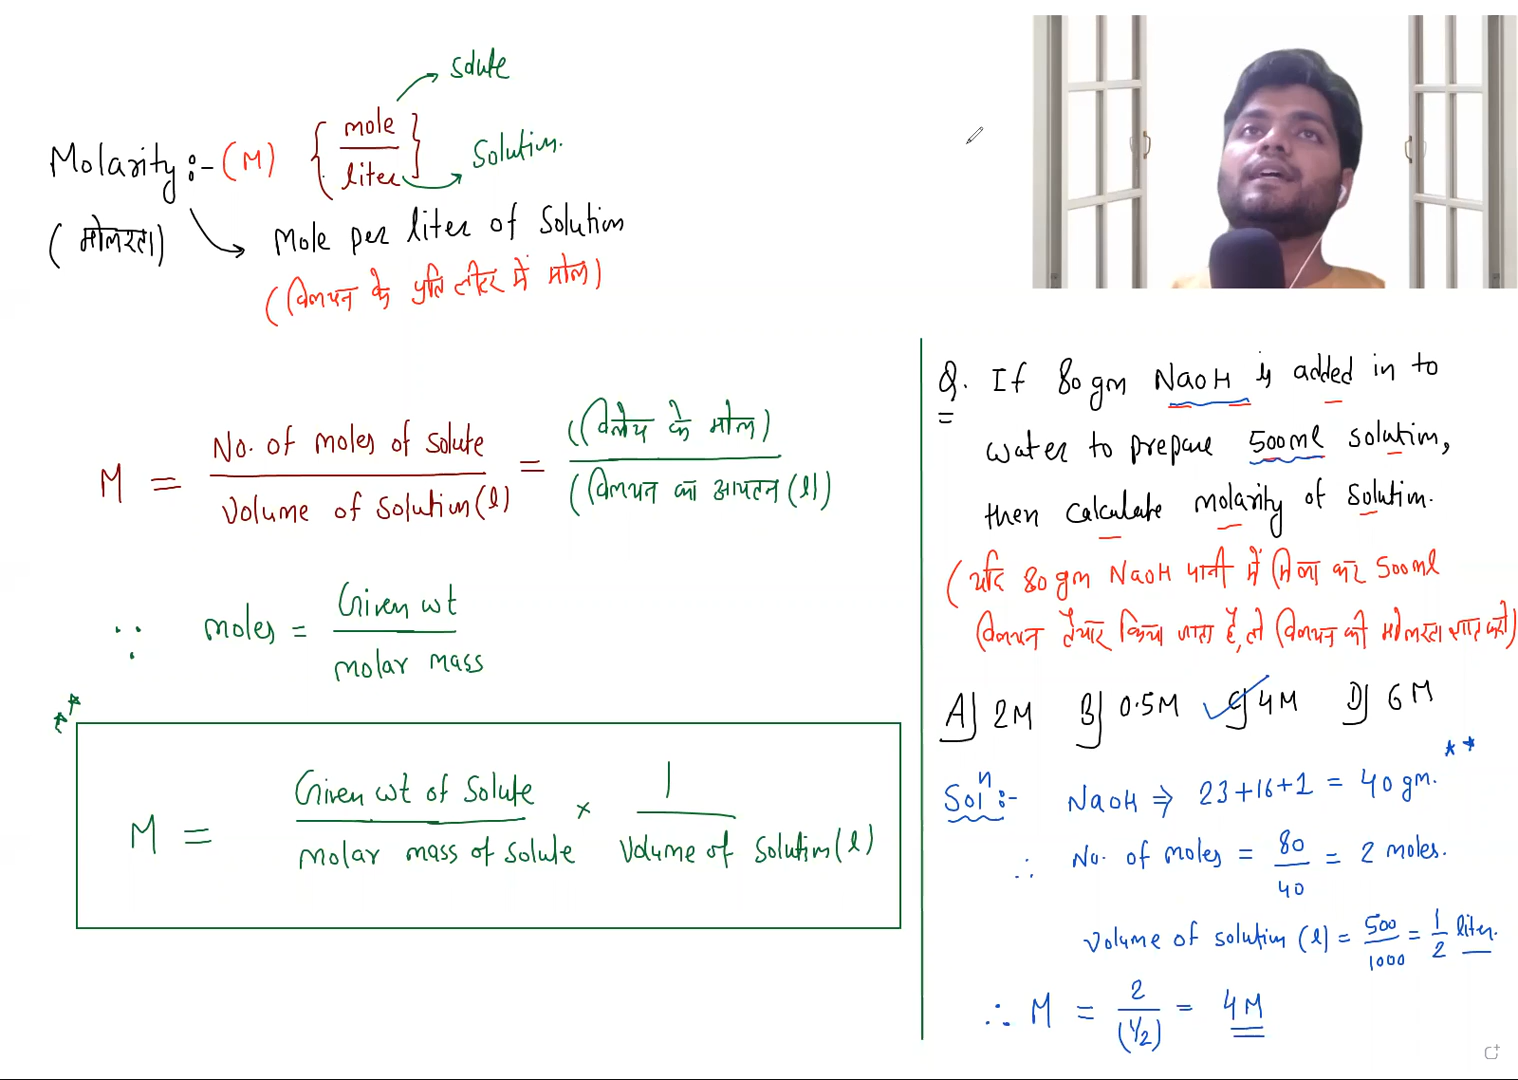 solute
Molarity :- (M) { mole / liter } Solution.
(मोलरता)
Mole per liter of Solution
(विलयन के प्रति लीटर में मोल)
M = No. of moles of solute / Volume of solution (l) = (विलेय के मोल) / (विलयन का आयतन (l))
∵ moles = Given wt / molar mass
**
M = Given wt of solute / molar mass of solute × 1 / Volume of solution (l)
Q. If 80 gm NaOH is added in to
water to prepare 500 ml solution,
then calculate molarity of solution.
(यदि 80 gm NaOH पानी में मिला कर 500 ml
विलयन तैयार किया जाता है, तो विलयन की मोलरता ज्ञात करो)
A) 2M B) 0.5M ✓ C) 4M D) 6M
Solⁿ :- NaOH ⇒ 23+16+1 = 40 gm. **
∴ No. of moles = 80 / 40 = 2 moles.
Volume of solution (l) = 500 / 1000 = 1 / 2 liter.
∴ M = 2 / (1/2) = 4M